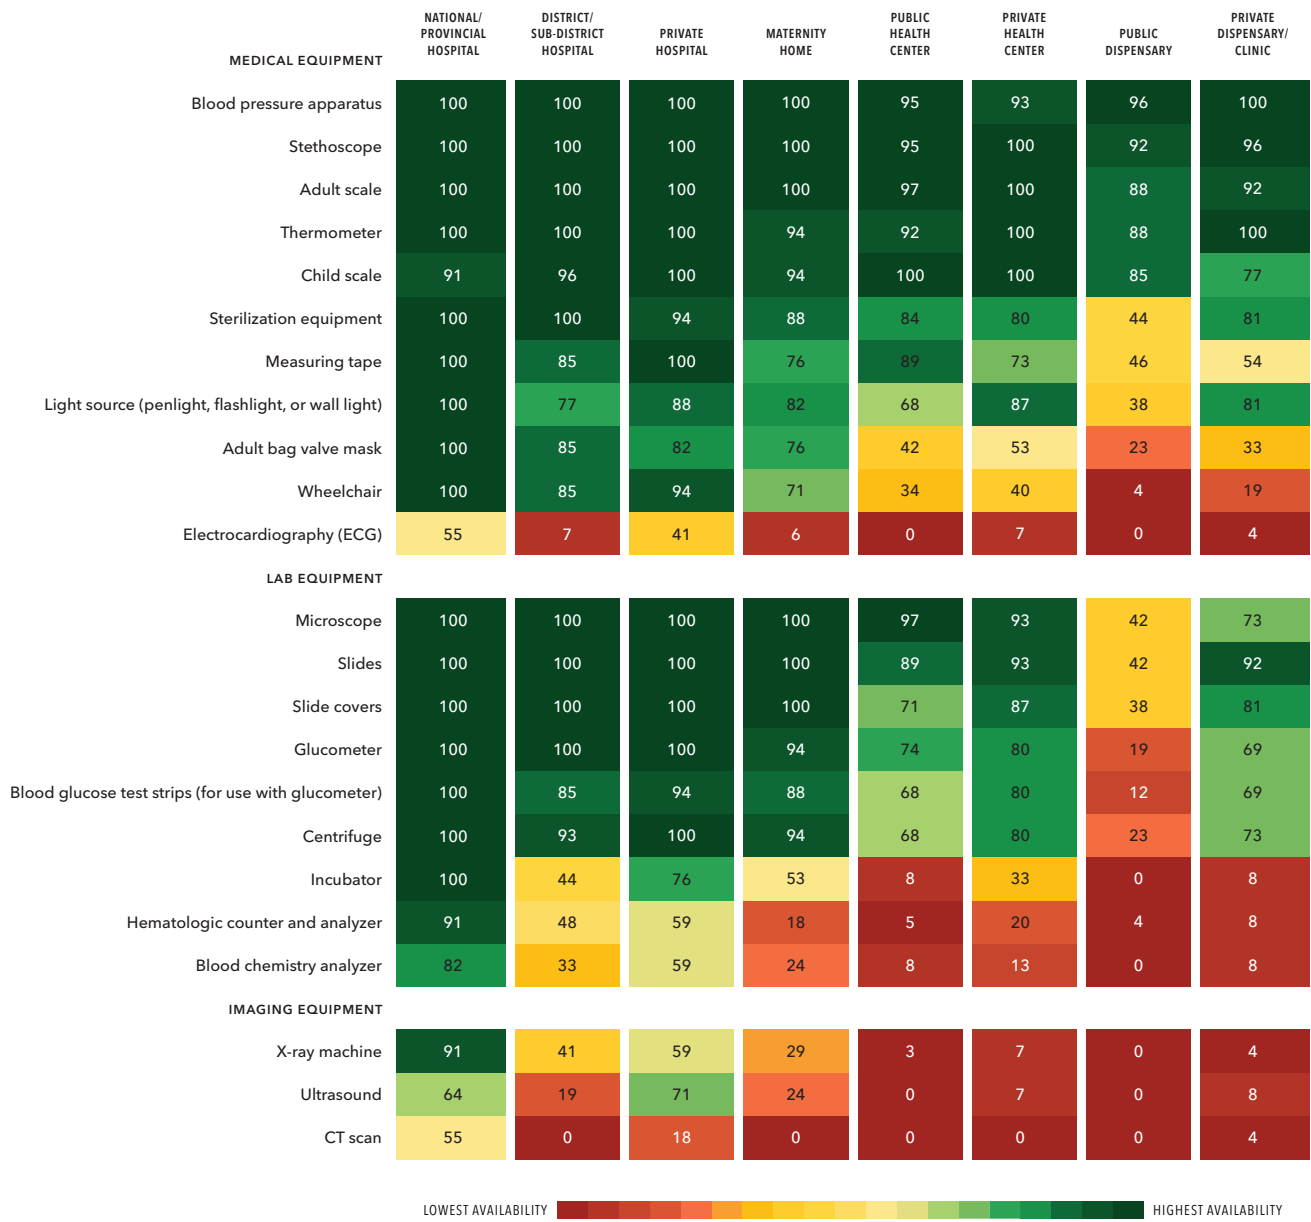 NATIONAL/ PROVINCIAL HOSPITAL
DISTRICT/ SUB-DISTRICT HOSPITAL
PRIVATE HOSPITAL
MATERNITY HOME
PUBLIC HEALTH CENTER
PRIVATE HEALTH CENTER
PUBLIC DISPENSARY
PRIVATE DISPENSARY/ CLINIC
MEDICAL EQUIPMENT
Blood pressure apparatus 100 100 100 100 95 93 96 100
Stethoscope 100 100 100 100 95 100 92 96
Adult scale 100 100 100 100 97 100 88 92
Thermometer 100 100 100 94 92 100 88 100
Child scale 91 96 100 94 100 100 85 77
Sterilization equipment 100 100 94 88 84 80 44 81
Measuring tape 100 85 100 76 89 73 46 54
Light source (penlight, flashlight, or wall light) 100 77 88 82 68 87 38 81
Adult bag valve mask 100 85 82 76 42 53 23 33
Wheelchair 100 85 94 71 34 40 4 19
Electrocardiography (ECG) 55 7 41 6 0 7 0 4
LAB EQUIPMENT
Microscope 100 100 100 100 97 93 42 73
Slides 100 100 100 100 89 93 42 92
Slide covers 100 100 100 100 71 87 38 81
Glucometer 100 100 100 94 74 80 19 69
Blood glucose test strips (for use with glucometer) 100 85 94 88 68 80 12 69
Centrifuge 100 93 100 94 68 80 23 73
Incubator 100 44 76 53 8 33 0 8
Hematologic counter and analyzer 91 48 59 18 5 20 4 8
Blood chemistry analyzer 82 33 59 24 8 13 0 8
IMAGING EQUIPMENT
X-ray machine 91 41 59 29 3 7 0 4
Ultrasound 64 19 71 24 0 7 0 8
CT scan 55 0 18 0 0 0 0 4
LOWEST AVAILABILITY HIGHEST AVAILABILITY